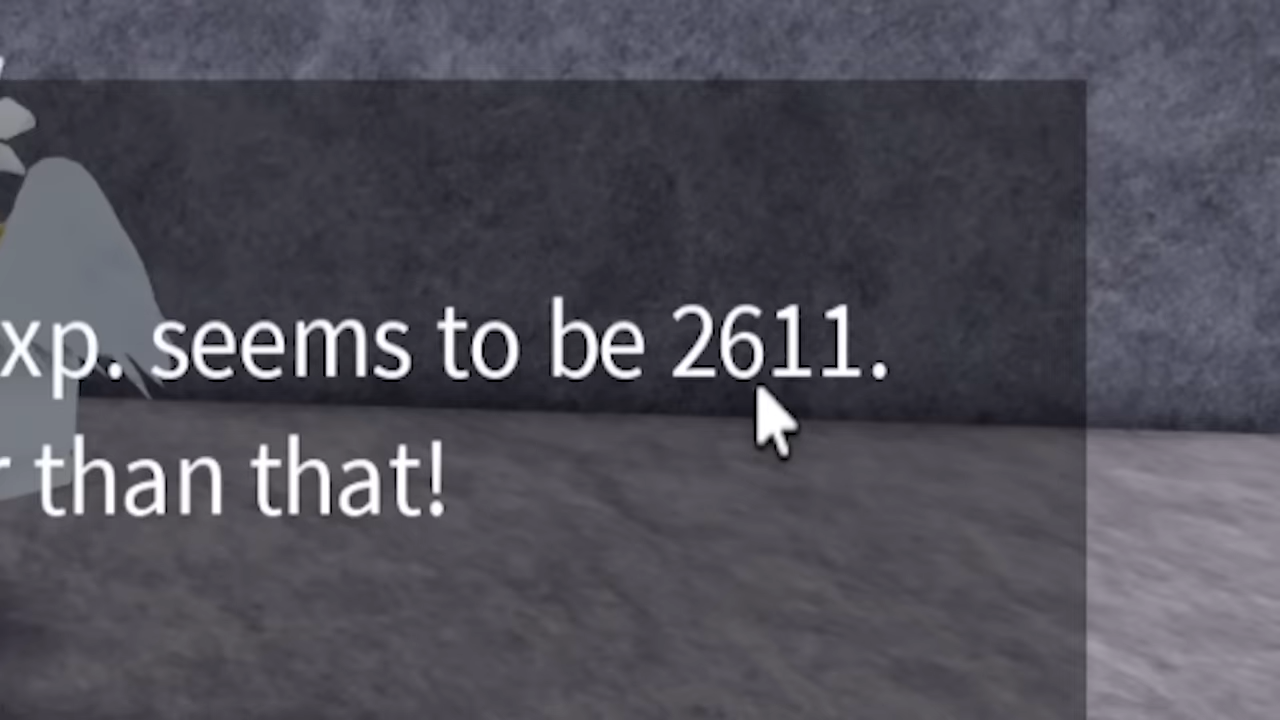 xp. seems to be 2611.
than that!